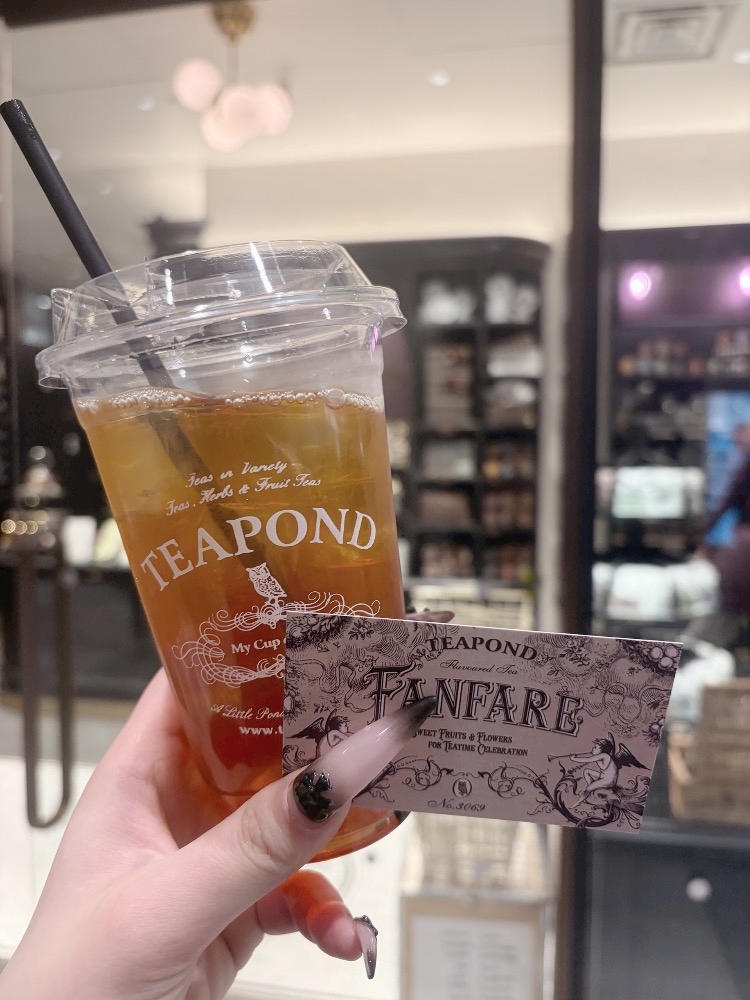 Teas in Variety
Teas, Herbs & Fruit Teas
TEAPOND
My Cup
A Little Pond
www.t
TEAPOND
Flavoured Tea
FANFARE
SWEET FRUITS & FLOWERS
FOR TEATIME CELEBRATION
No.3069